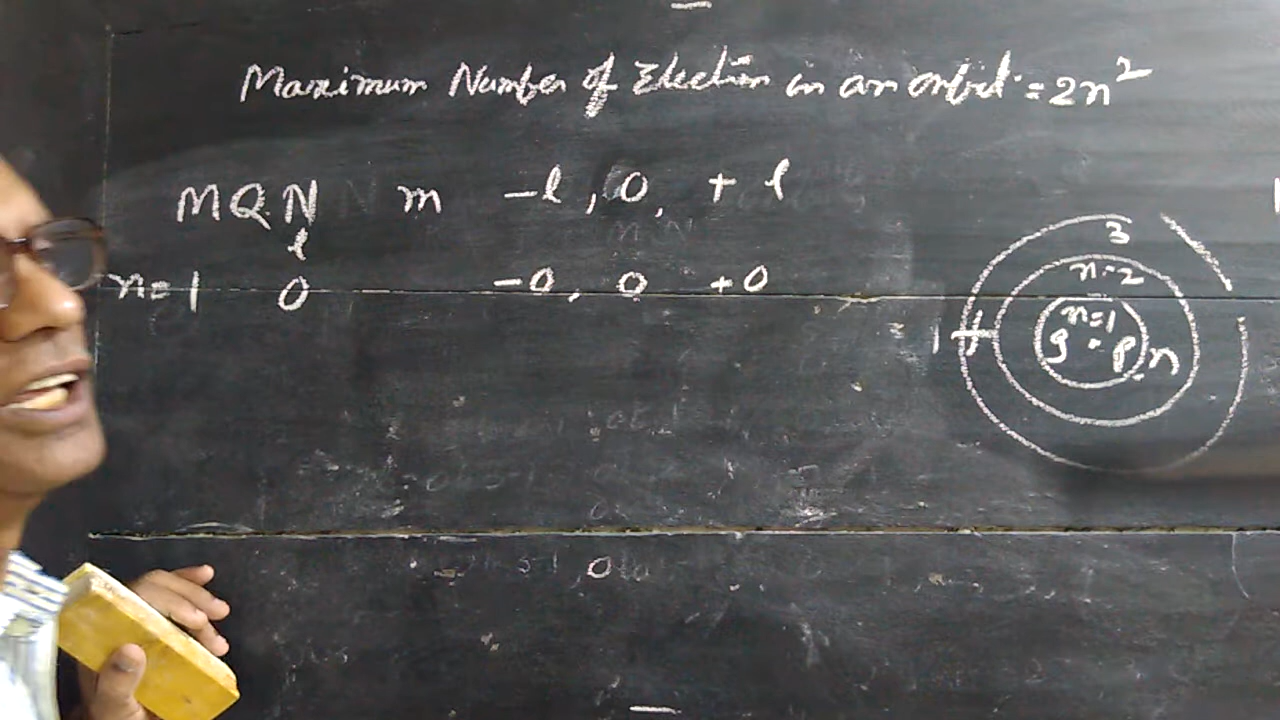 Maximum Number of Electron in an orbit = 2n²
MQN m -l, 0, +l
l
n=1 0 -0, 0 +0
3
n=2
n=1
p n